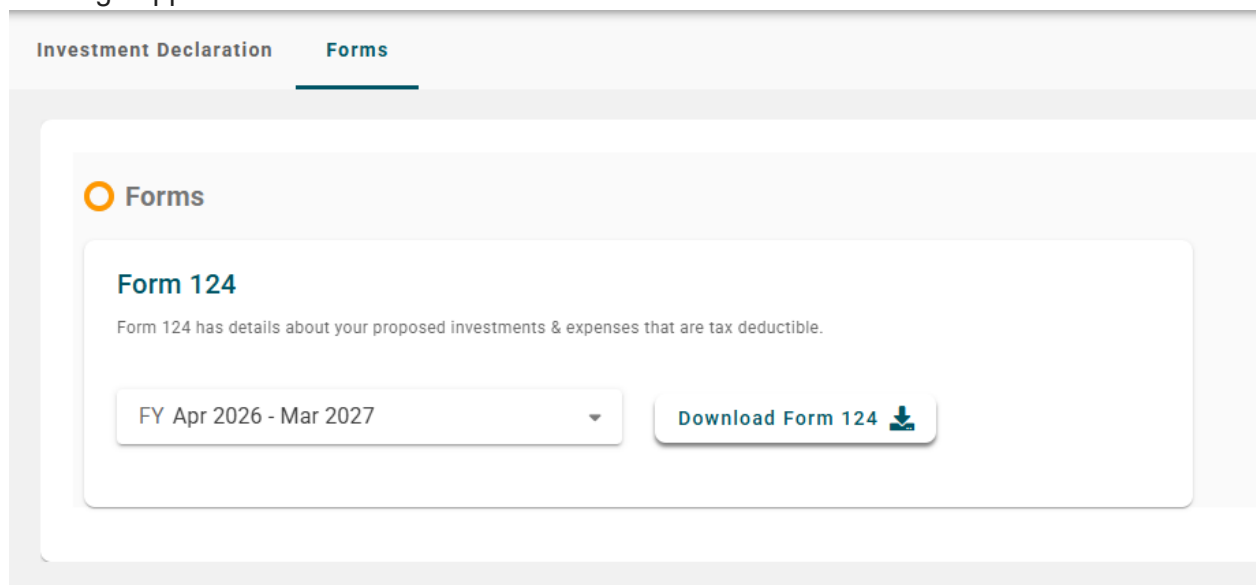 Investment Declaration Forms
Forms
Form 124
Form 124 has details about your proposed investments & expenses that are tax deductible.
FY Apr 2026 - Mar 2027 Download Form 124